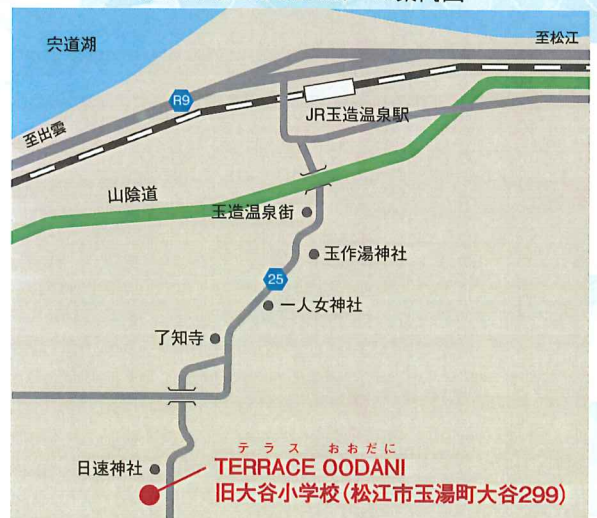 宍道湖
至松江
R9
JR玉造温泉駅
至出雲
山陰道
玉造温泉街
玉作湯神社
25
一人女神社
了知寺
テラス おおだに
日速神社
TERRACE OODANI
旧大谷小学校(松江市玉湯町大谷299)